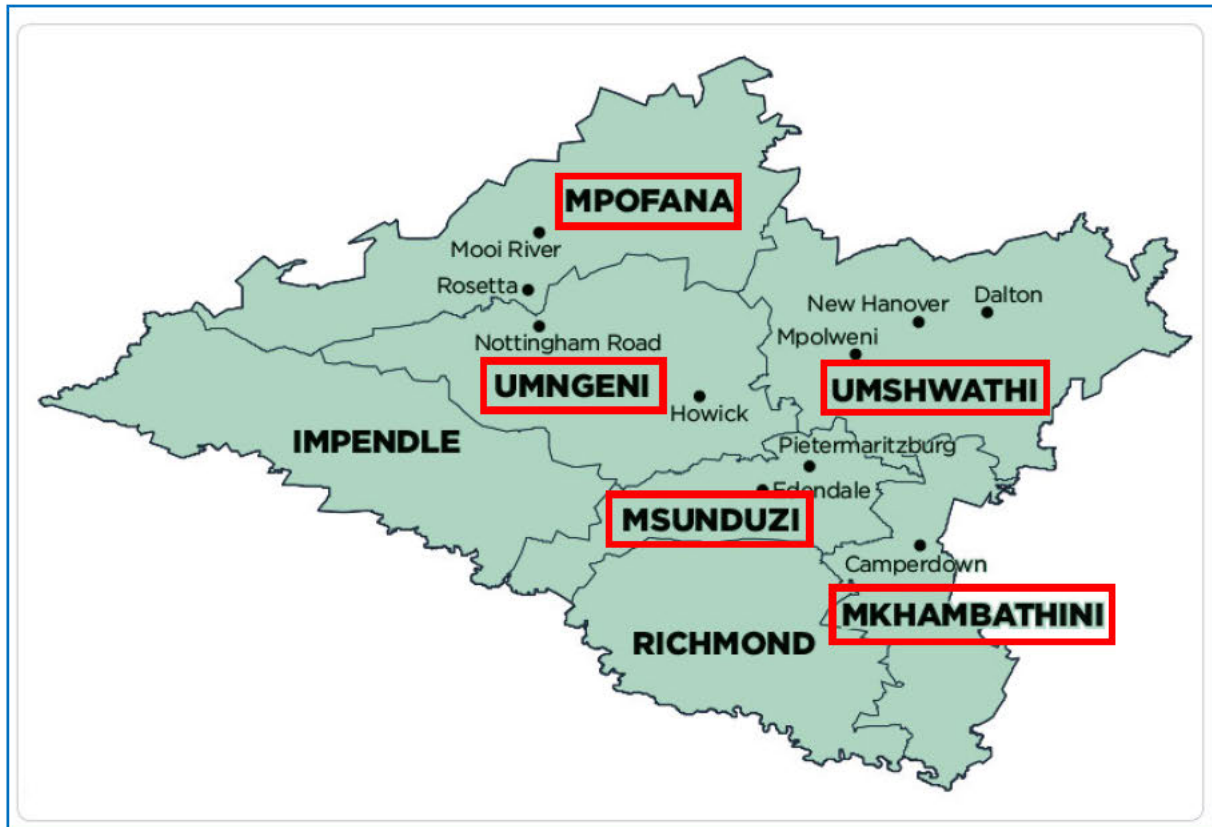 MPOFANA
Mooi River
Rosetta
New Hanover
Dalton
Nottingham Road
Mpolweni
UMNGENI
UMSHWATHI
Howick
IMPENDLE
Pietermaritzburg
Edendale
MSUNDUZI
Camperdown
MKHAMBATHINI
RICHMOND